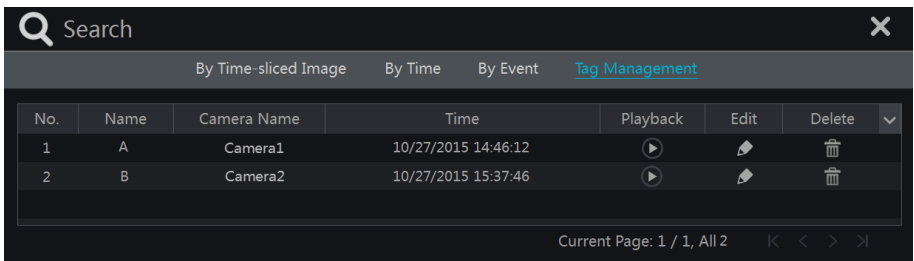 Search
By Time-sliced Image By Time By Event Tag Management
No. Name Camera Name Time Playback Edit Delete
1 A Camera1 10/27/2015 14:46:12
2 B Camera2 10/27/2015 15:37:46
Current Page: 1 / 1, All 2